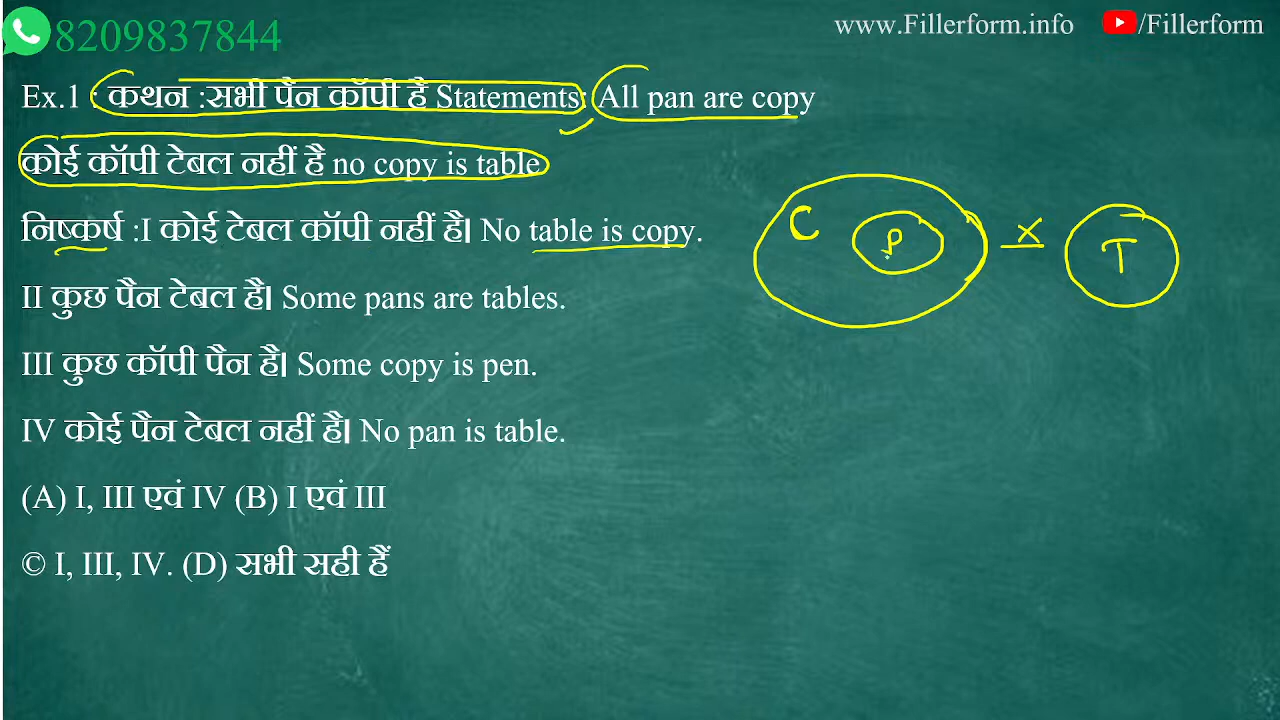 8209837844
www.Fillerform.info /Fillerform
Ex.1 : कथन :सभी पैन कॉपी है Statements: All pan are copy
कोई कॉपी टेबल नहीं है no copy is table
निष्कर्ष :I कोई टेबल कॉपी नहीं है। No table is copy.
C P X T
II कुछ पैन टेबल है। Some pans are tables.
III कुछ कॉपी पैन है। Some copy is pen.
IV कोई पैन टेबल नहीं है। No pan is table.
(A) I, III एवं IV (B) I एवं III
© I, III, IV. (D) सभी सही हैं